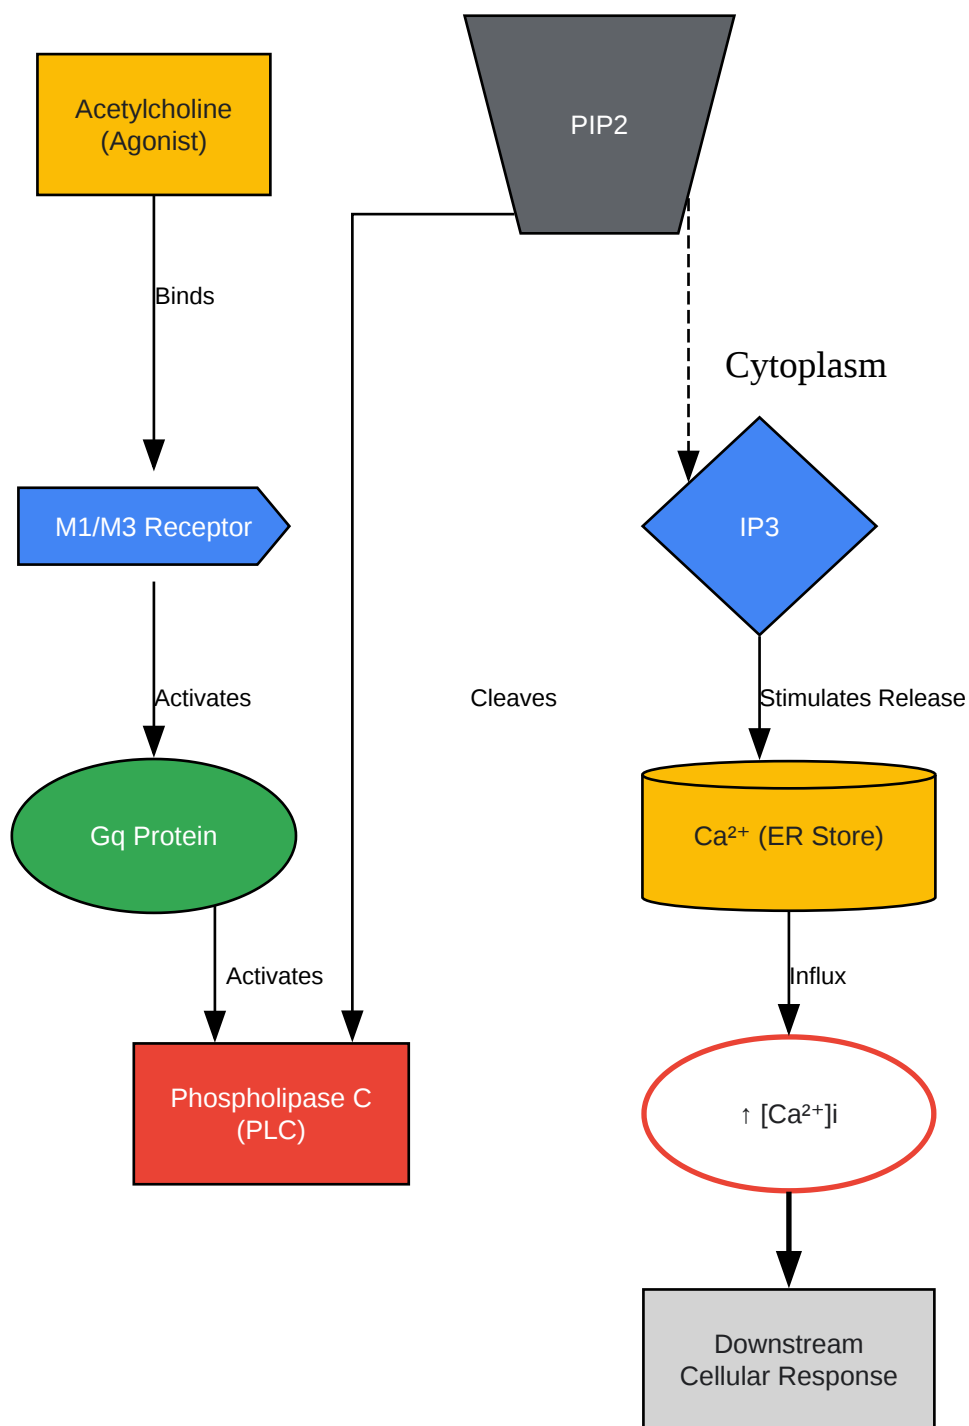 Acetylcholine
(Agonist)
PIP2
Binds
Cytoplasm
M1/M3 Receptor
IP3
Activates
Cleaves
Stimulates Release
Gq Protein
Ca²⁺ (ER Store)
Activates
Influx
Phospholipase C
(PLC)
↑ [Ca²⁺]i
Downstream
Cellular Response